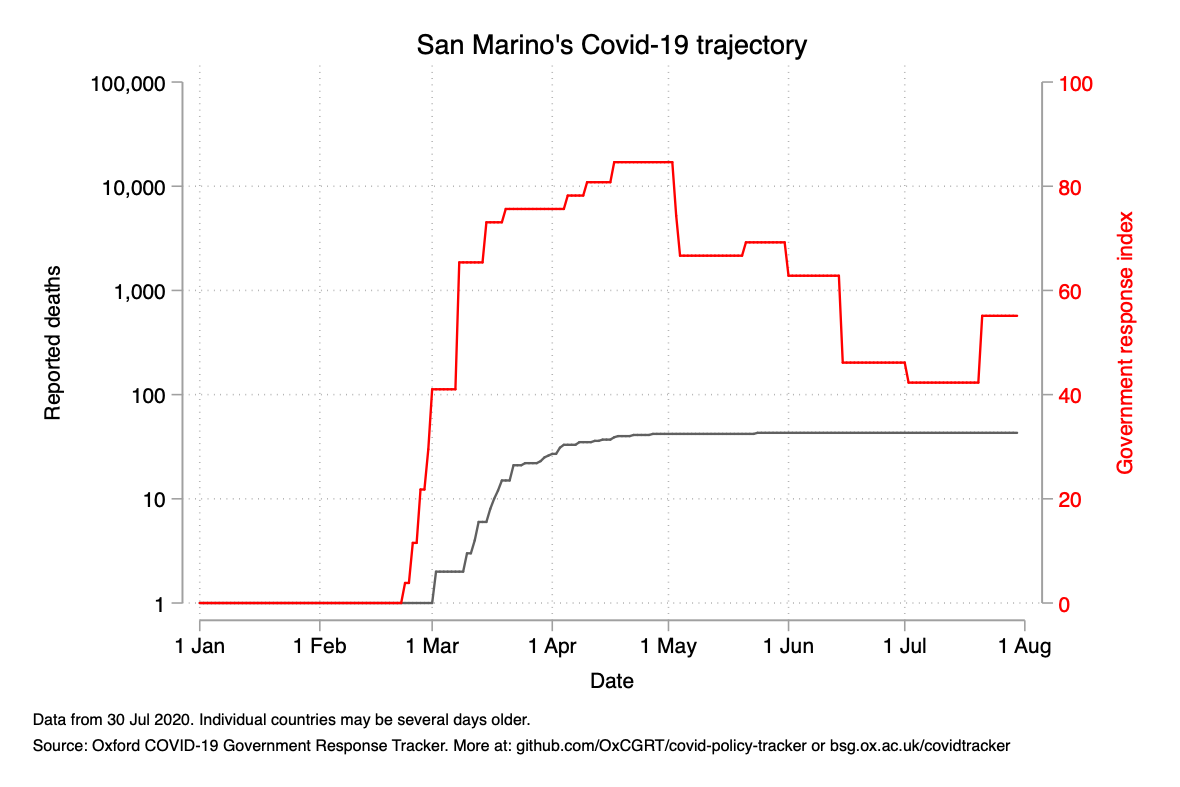 San Marino's Covid-19 trajectory
100,000
10,000
1,000
100
10
1
Reported deaths
100
80
60
40
20
0
Government response index
1 Jan
1 Feb
1 Mar
1 Apr
1 May
1 Jun
1 Jul
1 Aug
Date
Data from 30 Jul 2020. Individual countries may be several days older.
Source: Oxford COVID-19 Government Response Tracker. More at: github.com/OxCGRT/covid-policy-tracker or bsg.ox.ac.uk/covidtracker